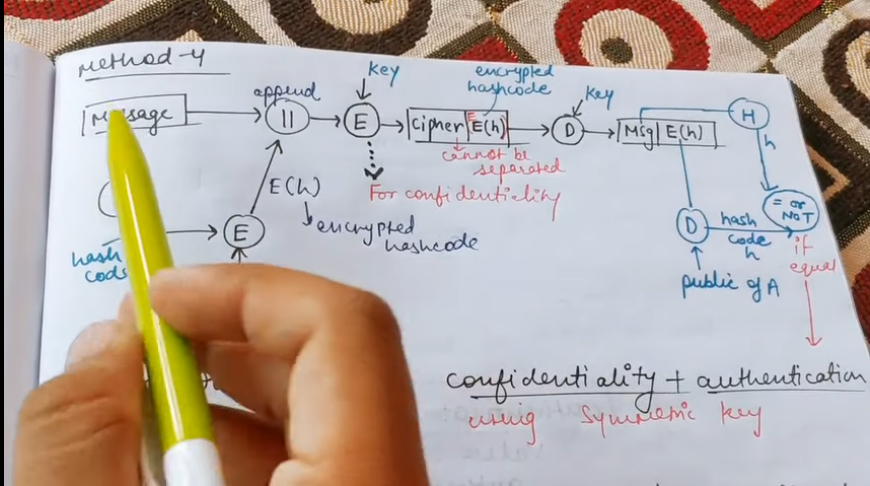 Method-4
Message
append
||
E
Key
Cipher E(h)
encrypted
hashcode
cannot be
separated
For confidentiality
D
Key
Msg E(h)
H
h
= or
NOT
E(h)
encrypted
hashcode
hash
code
E
D
hash
code
h
public of A
if
equal
confidentiality + authentication
using Symmetric key